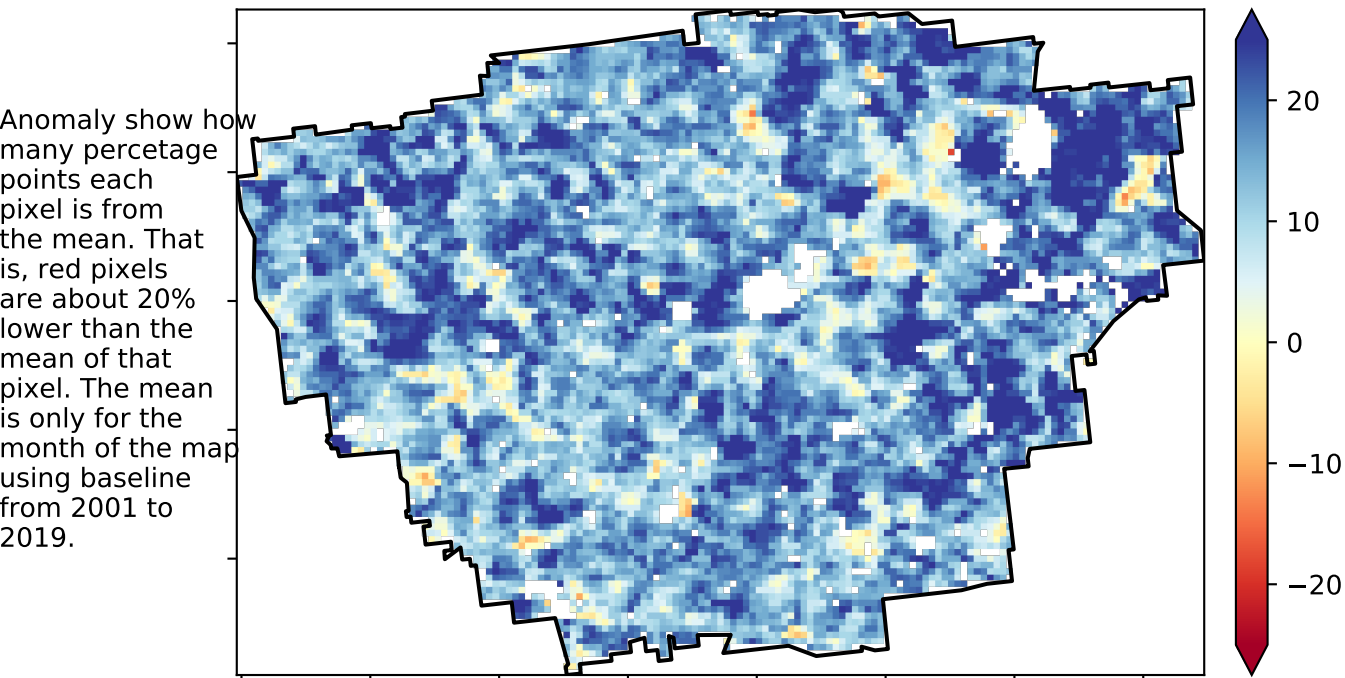 Anomaly show how
many percetage
points each
pixel is from
the mean. That
is, red pixels
are about 20%
lower than the
mean of that
pixel. The mean
is only for the
month of the map
using baseline
from 2001 to
2019.
20
10
0
−10
−20